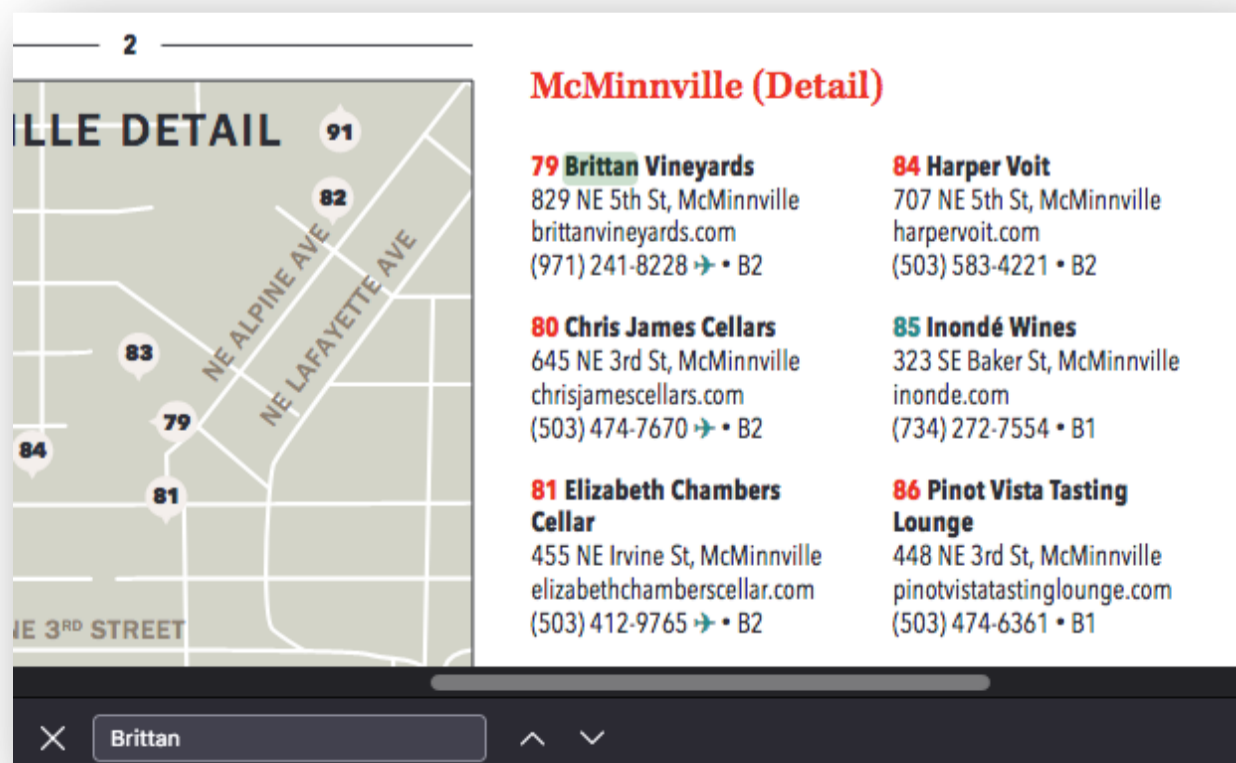 2
ILLE DETAIL
91
82
NE ALPINE AVE
NE LAFAYETTE AVE
83
79
84
81
NE 3RD STREET
McMinnville (Detail)
79 Brittan Vineyards
829 NE 5th St, McMinnville
brittanvineyards.com
(971) 241-8228 ✈ • B2
80 Chris James Cellars
645 NE 3rd St, McMinnville
chrisjamescellars.com
(503) 474-7670 ✈ • B2
81 Elizabeth Chambers
Cellar
455 NE Irvine St, McMinnville
elizabethchamberscellar.com
(503) 412-9765 ✈ • B2
84 Harper Voit
707 NE 5th St, McMinnville
harpervoit.com
(503) 583-4221 • B2
85 Inondé Wines
323 SE Baker St, McMinnville
inonde.com
(734) 272-7554 • B1
86 Pinot Vista Tasting
Lounge
448 NE 3rd St, McMinnville
pinotvistatastinglounge.com
(503) 474-6361 • B1
Brittan